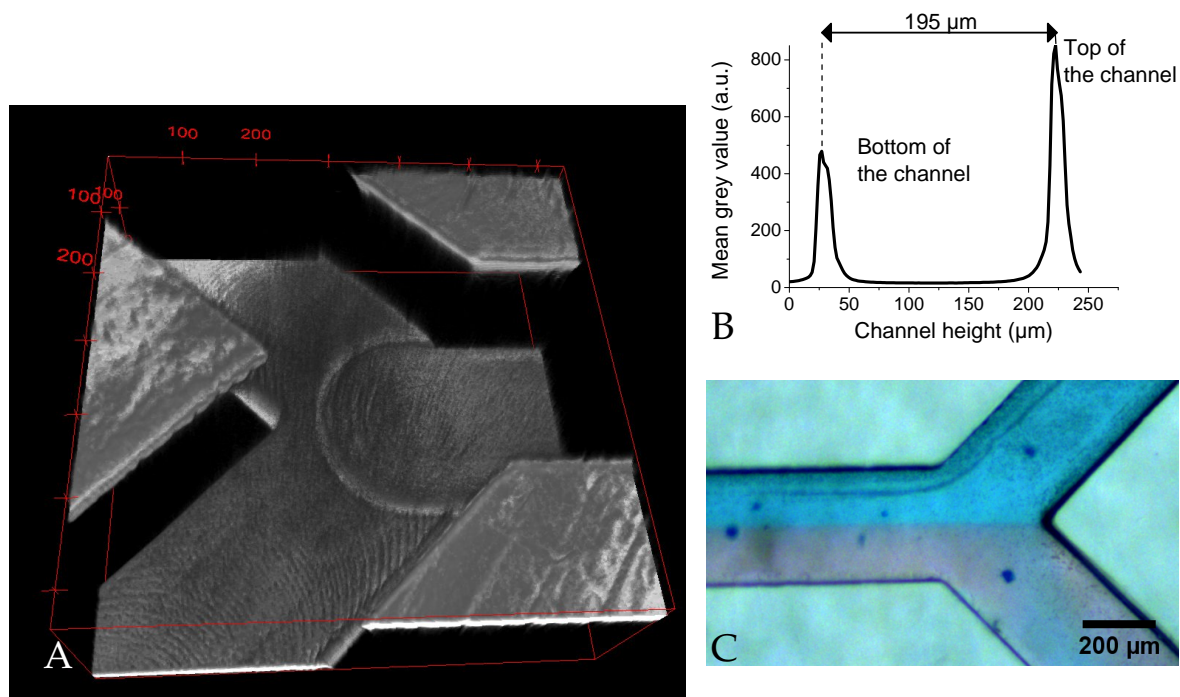 100
200
100
100
200
A
195 µm
Top of
the channel
Bottom of
the channel
Mean grey value (a.u.)
800
600
400
200
0
0
50
100
150
200
250
Channel height (µm)
B
200 µm
C